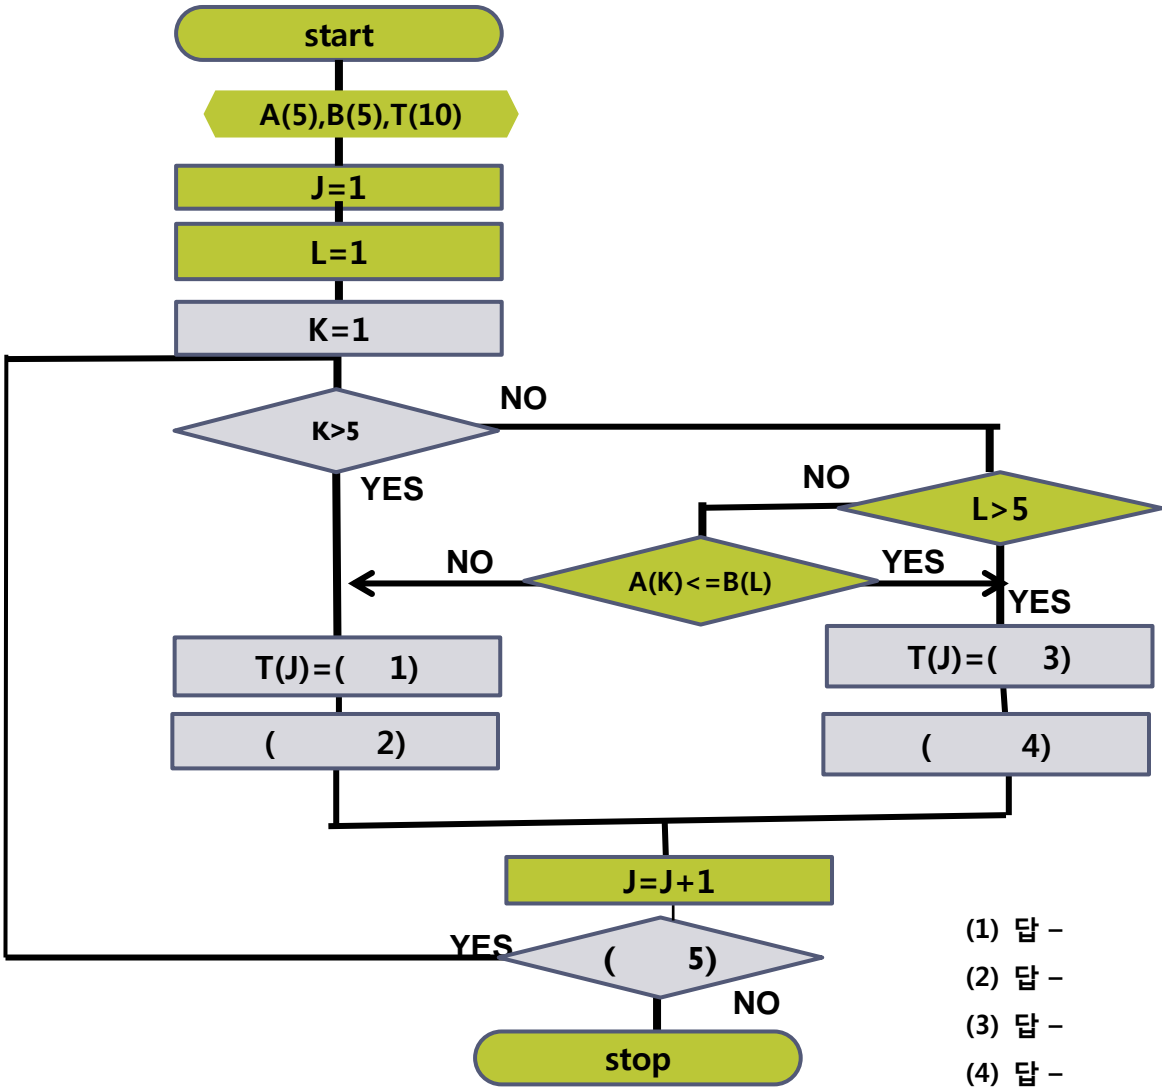 start
A(5),B(5),T(10)
J=1
L=1
K=1
K>5
NO
YES
L>5
NO
YES
A(K)<=B(L)
NO
YES
T(J)=( 1)
( 2)
T(J)=( 3)
( 4)
J=J+1
( 5)
YES
NO
stop
(1) 답 –
(2) 답 –
(3) 답 –
(4) 답 –